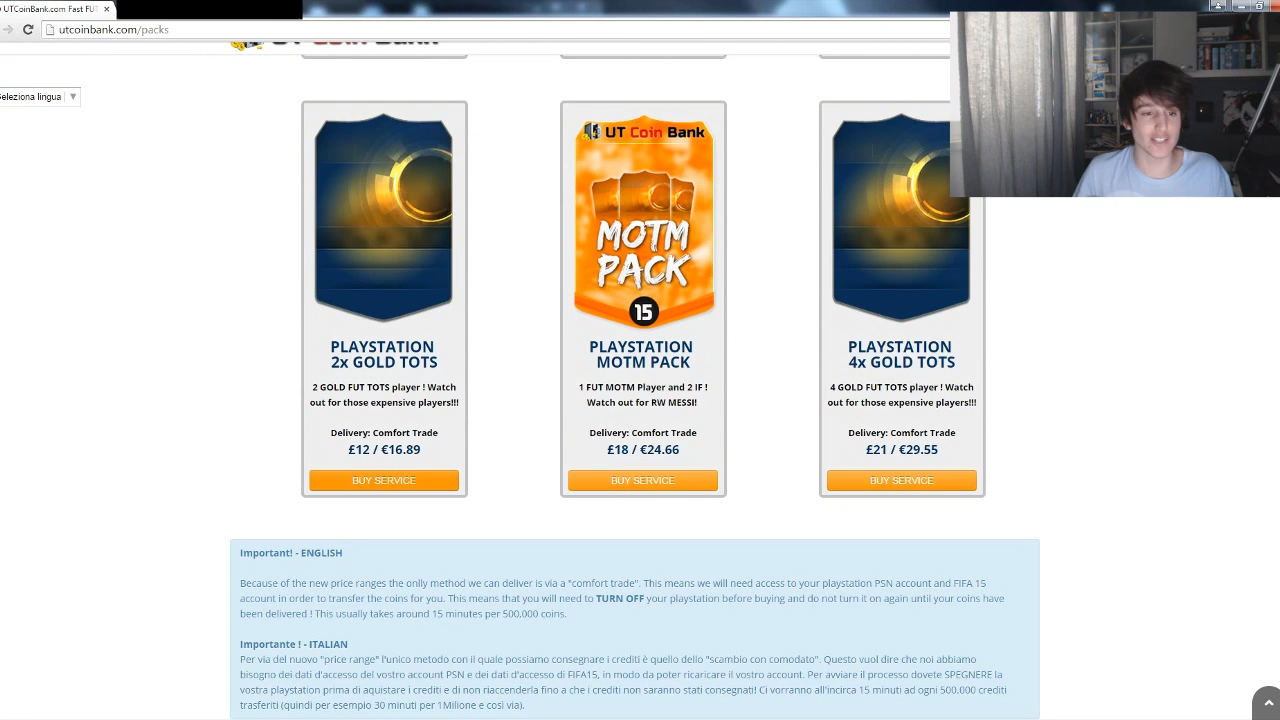 UTCoinBank.com Fast FUT
utcoinbank.com/packs
UT Coin Bank
Seleziona lingua
UT Coin Bank
MOTM
PACK
15
PLAYSTATION
2x GOLD TOTS
2 GOLD FUT TOTS player ! Watch
out for those expensive players!!!
Delivery: Comfort Trade
£12 / €16.89
BUY SERVICE
PLAYSTATION
MOTM PACK
1 FUT MOTM Player and 2 IF !
Watch out for RW MESSI!
Delivery: Comfort Trade
£18 / €24.66
BUY SERVICE
PLAYSTATION
4x GOLD TOTS
4 GOLD FUT TOTS player ! Watch
out for those expensive players!!!
Delivery: Comfort Trade
£21 / €29.55
BUY SERVICE
Important! - ENGLISH
Because of the new price ranges the onlly method we can deliver is via a "comfort trade". This means we will need access to your playstation PSN account and FIFA 15
account in order to transfer the coins for you. This means that you will need to TURN OFF your playstation before buying and do not turn it on again until your coins have
been delivered ! This usually takes around 15 minutes per 500,000 coins.
Importante ! - ITALIAN
Per via del nuovo "price range" l'unico metodo con il quale possiamo consegnare i crediti è quello dello "scambio con comodato". Questo vuol dire che noi abbiamo
bisogno dei dati d'accesso del vostro account PSN e dei dati d'accesso di FIFA15, in modo da poter ricaricare il vostro account. Per avviare il processo dovete SPEGNERE la
vostra playstation prima di aquistare i crediti e di non riaccenderla fino a che i crediti non saranno stati consegnati! Ci vorranno all'incirca 15 minuti ad ogni 500.000 crediti
trasferiti (quindi per esempio 30 minuti per 1Milione e così via).